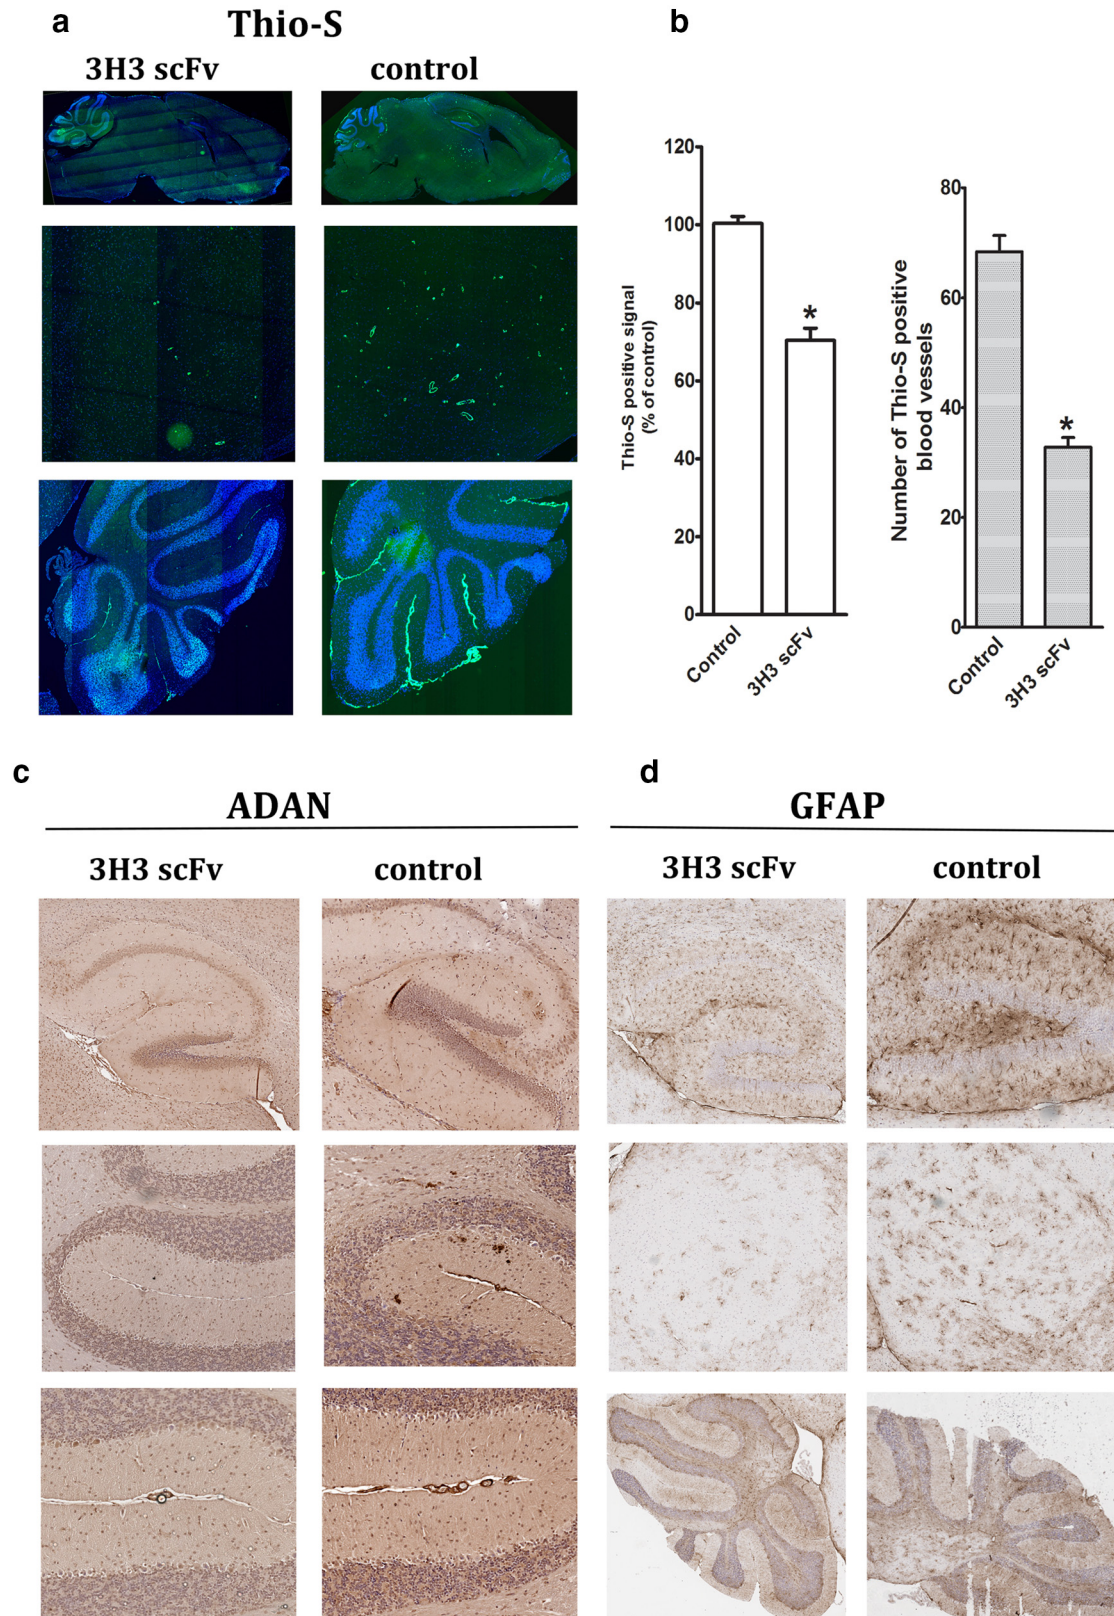 a
Thio-S
3H3 scFv
control
b
120
100
80
60
40
20
0
Thio-S positive signal
(% of control)
*
Control
3H3 scFv
80
60
40
20
0
Number of Thio-S positive
blood vessels
*
Control
3H3 scFv
c
ADAN
3H3 scFv
control
d
GFAP
3H3 scFv
control